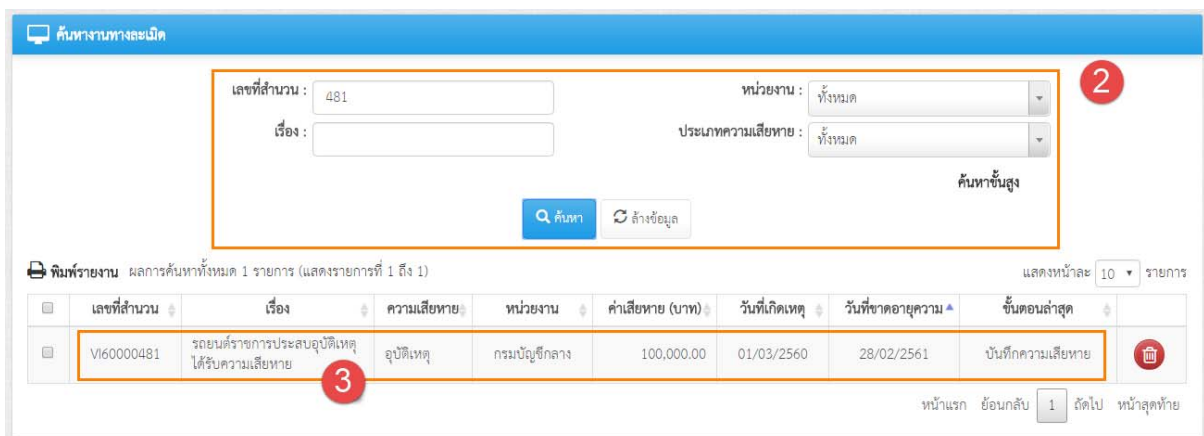 ค้นหางานทางละเมิด
เลขที่สำนวน : 481 หน่วยงาน : ทั้งหมด 2
เรื่อง : ประเภทความเสียหาย : ทั้งหมด
ค้นหาขั้นสูง
ค้นหา ล้างข้อมูล
พิมพ์รายงาน ผลการค้นหาทั้งหมด 1 รายการ (แสดงรายการที่ 1 ถึง 1) แสดงหน้าละ 10 รายการ
เลขที่สำนวน เรื่อง ความเสียหาย หน่วยงาน ค่าเสียหาย (บาท) วันที่เกิดเหตุ วันที่ขาดอายุความ ขั้นตอนล่าสุด
VI60000481 รถยนต์ราชการประสบอุบัติเหตุ อุบัติเหตุ กรมบัญชีกลาง 100,000.00 01/03/2560 28/02/2561 บันทึกความเสียหาย
ได้รับความเสียหาย
3
หน้าแรก ย้อนกลับ 1 ถัดไป หน้าสุดท้าย